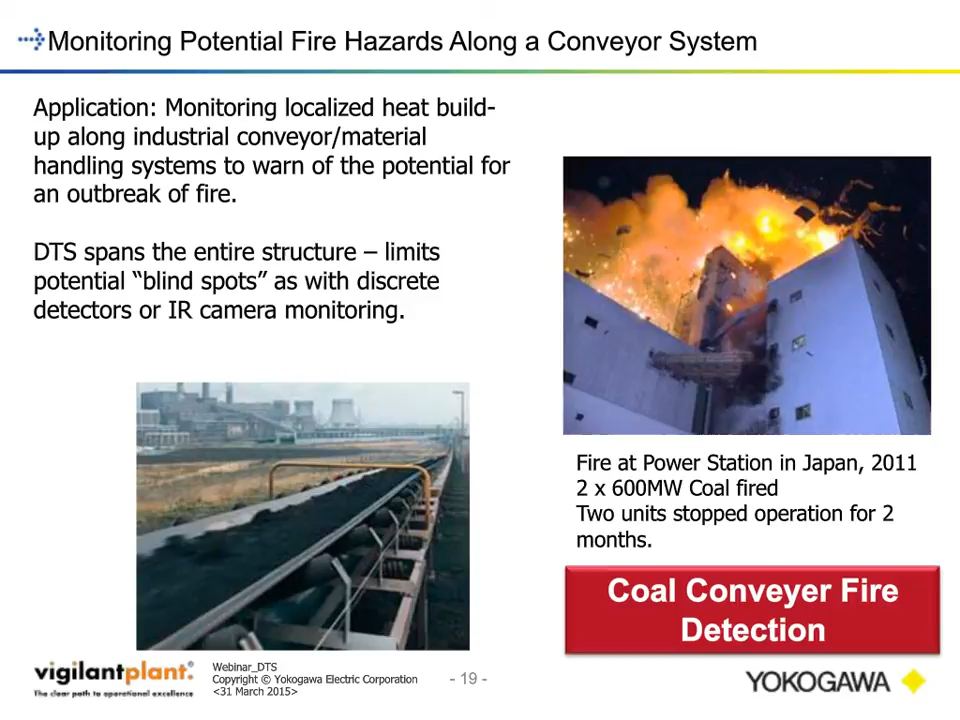 Monitoring Potential Fire Hazards Along a Conveyor System
Application: Monitoring localized heat build-
up along industrial conveyor/material
handling systems to warn of the potential for
an outbreak of fire.
DTS spans the entire structure – limits
potential “blind spots” as with discrete
detectors or IR camera monitoring.
Fire at Power Station in Japan, 2011
2 x 600MW Coal fired
Two units stopped operation for 2
months.
Coal Conveyer Fire
Detection
vigilantplant.®
The clear path to operational excellence
Webinar_DTS
Copyright © Yokogawa Electric Corporation
<31 March 2015>
- 19 -
YOKOGAWA